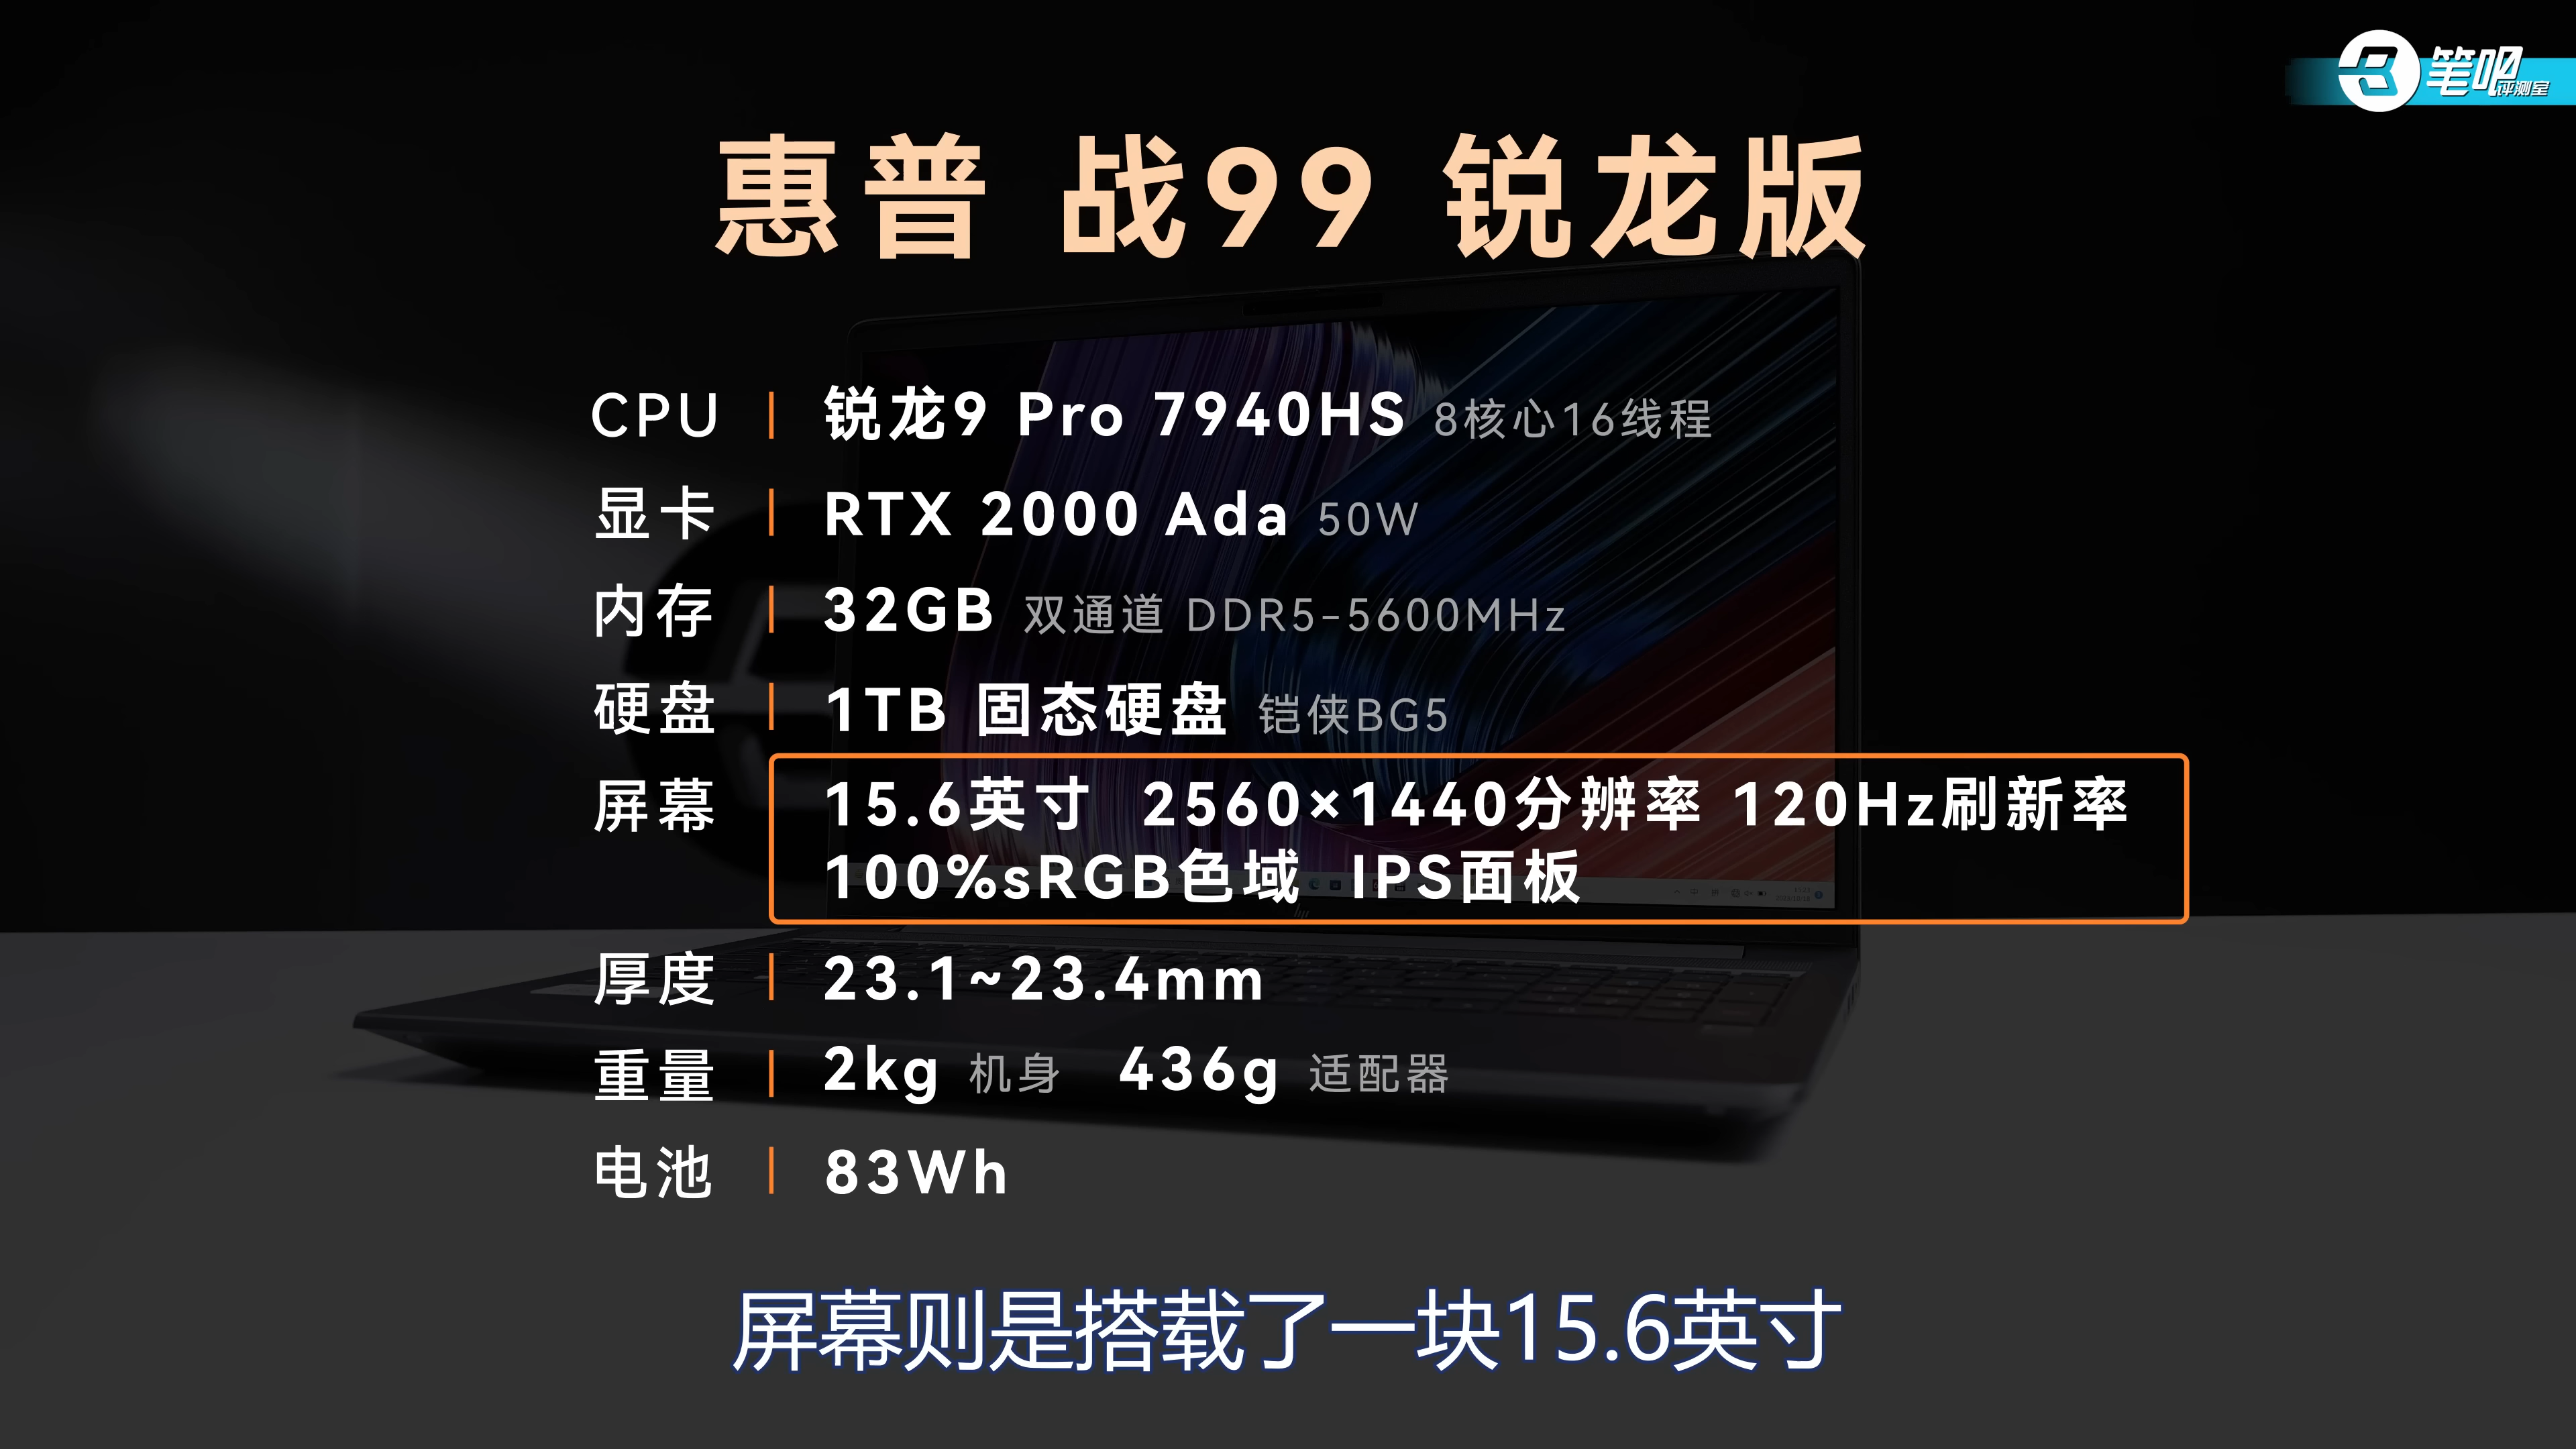 笔吧评测室
惠普 战99 锐龙版
CPU 锐龙9 Pro 7940HS 8核心16线程
显卡 RTX 2000 Ada 50W
内存 32GB 双通道 DDR5-5600MHz
硬盘 1TB 固态硬盘 铠侠BG5
屏幕 15.6英寸 2560×1440分辨率 120Hz刷新率
100%sRGB色域 IPS面板
厚度 23.1~23.4mm
重量 2kg 机身 436g 适配器
电池 83Wh
屏幕则是搭载了一块15.6英寸